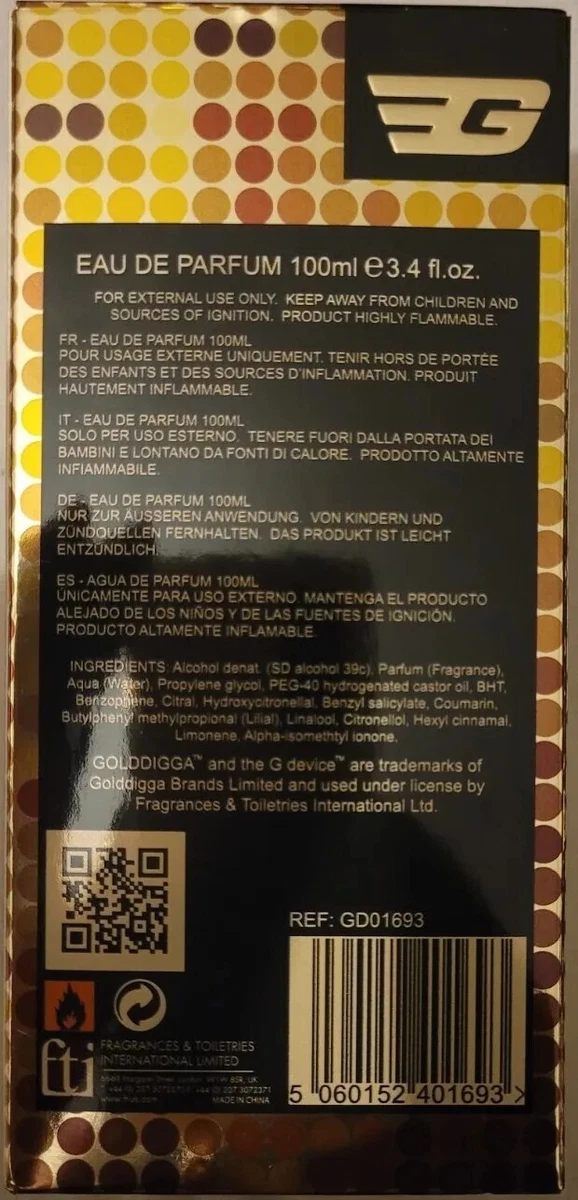 G
EAU DE PARFUM 100ml ℮ 3.4 fl.oz.
FOR EXTERNAL USE ONLY. KEEP AWAY FROM CHILDREN AND
SOURCES OF IGNITION. PRODUCT HIGHLY FLAMMABLE.
FR - EAU DE PARFUM 100ML
POUR USAGE EXTERNE UNIQUEMENT. TENIR HORS DE PORTÉE
DES ENFANTS ET DES SOURCES D'INFLAMMATION. PRODUIT
HAUTEMENT INFLAMMABLE.
IT - EAU DE PARFUM 100ML
SOLO PER USO ESTERNO. TENERE FUORI DALLA PORTATA DEI
BAMBINI E LONTANO DA FONTI DI CALORE. PRODOTTO ALTAMENTE
INFIAMMABILE.
DE - EAU DE PARFUM 100ML
NUR ZUR ÄUSSEREN ANWENDUNG. VON KINDERN UND
ZÜNDQUELLEN FERNHALTEN. DAS PRODUKT IST LEICHT
ENTZÜNDLICH.
ES - AGUA DE PARFUM 100ML
ÚNICAMENTE PARA USO EXTERNO. MANTENGA EL PRODUCTO
ALEJADO DE LOS NIÑOS Y DE LAS FUENTES DE IGNICIÓN.
PRODUCTO ALTAMENTE INFLAMABLE.
INGREDIENTS: Alcohol denat. (SD alcohol 39c), Parfum (Fragrance),
Aqua (Water), Propylene glycol, PEG-40 hydrogenated castor oil, BHT,
Benzophene, Citral, Hydroxycitronellal, Benzyl salicylate, Coumarin,
Butylphenyl methylpropional (Lilial), Linalool, Citronellol, Hexyl cinnamal,
Limonene, Alpha-isomethtyl ionone.
GOLDDIGGA™ and the G device™ are trademarks of
Golddigga Brands Limited and used under license by
Fragrances & Toiletries International Ltd.
REF: GD01693
fti FRAGRANCES & TOILETRIES
INTERNATIONAL LIMITED
MADE IN CHINA
5 060152 401693 >